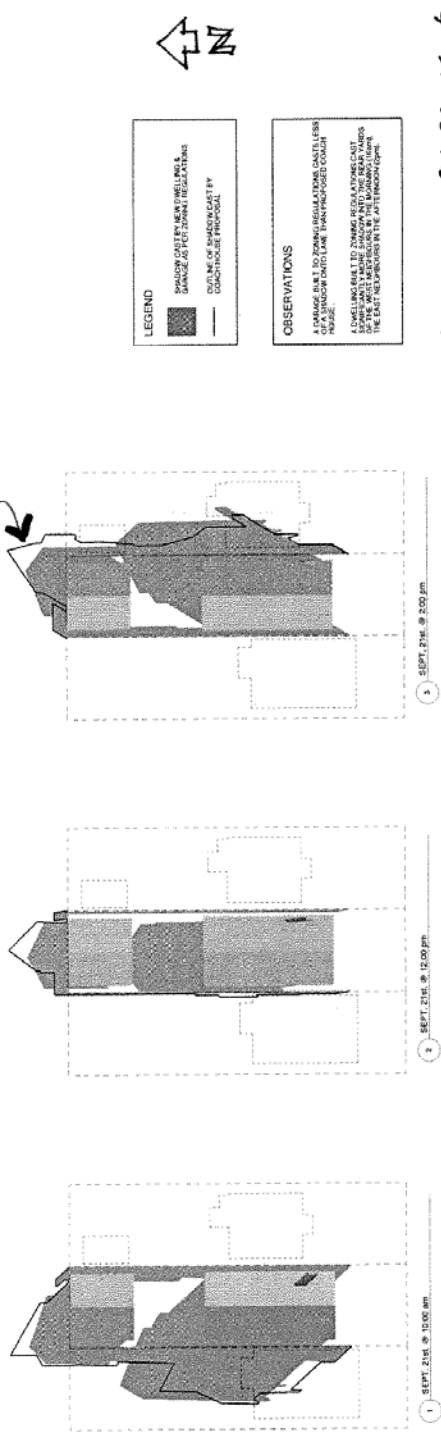 N
LEGEND
SHADOW CAST BY NEW DWELLING &
GARAGE AS PER ZONING REGULATIONS
OUTLINE OF SHADOW CAST BY
COACH HOUSE PROPOSAL
OBSERVATIONS
A GARAGE BUILT TO ZONING REGULATIONS CASTS LESS
OF A SHADOW ONTO LANE THAN PROPOSED COACH
HOUSE.
A DWELLING BUILT TO ZONING REGULATIONS CAST
SIGNIFICANTLY MORE SHADOW INTO THE REAR YARDS
OF THE WEST NEIGHBOURS IN THE MORNING (10am)
THE EAST NEIGHBOURS IN THE AFTERNOON (2pm).
1 SEPT. 21st. @ 10:00 am
2 SEPT. 21st. @ 12:00 pm
3 SEPT. 21st. @ 2:00 pm